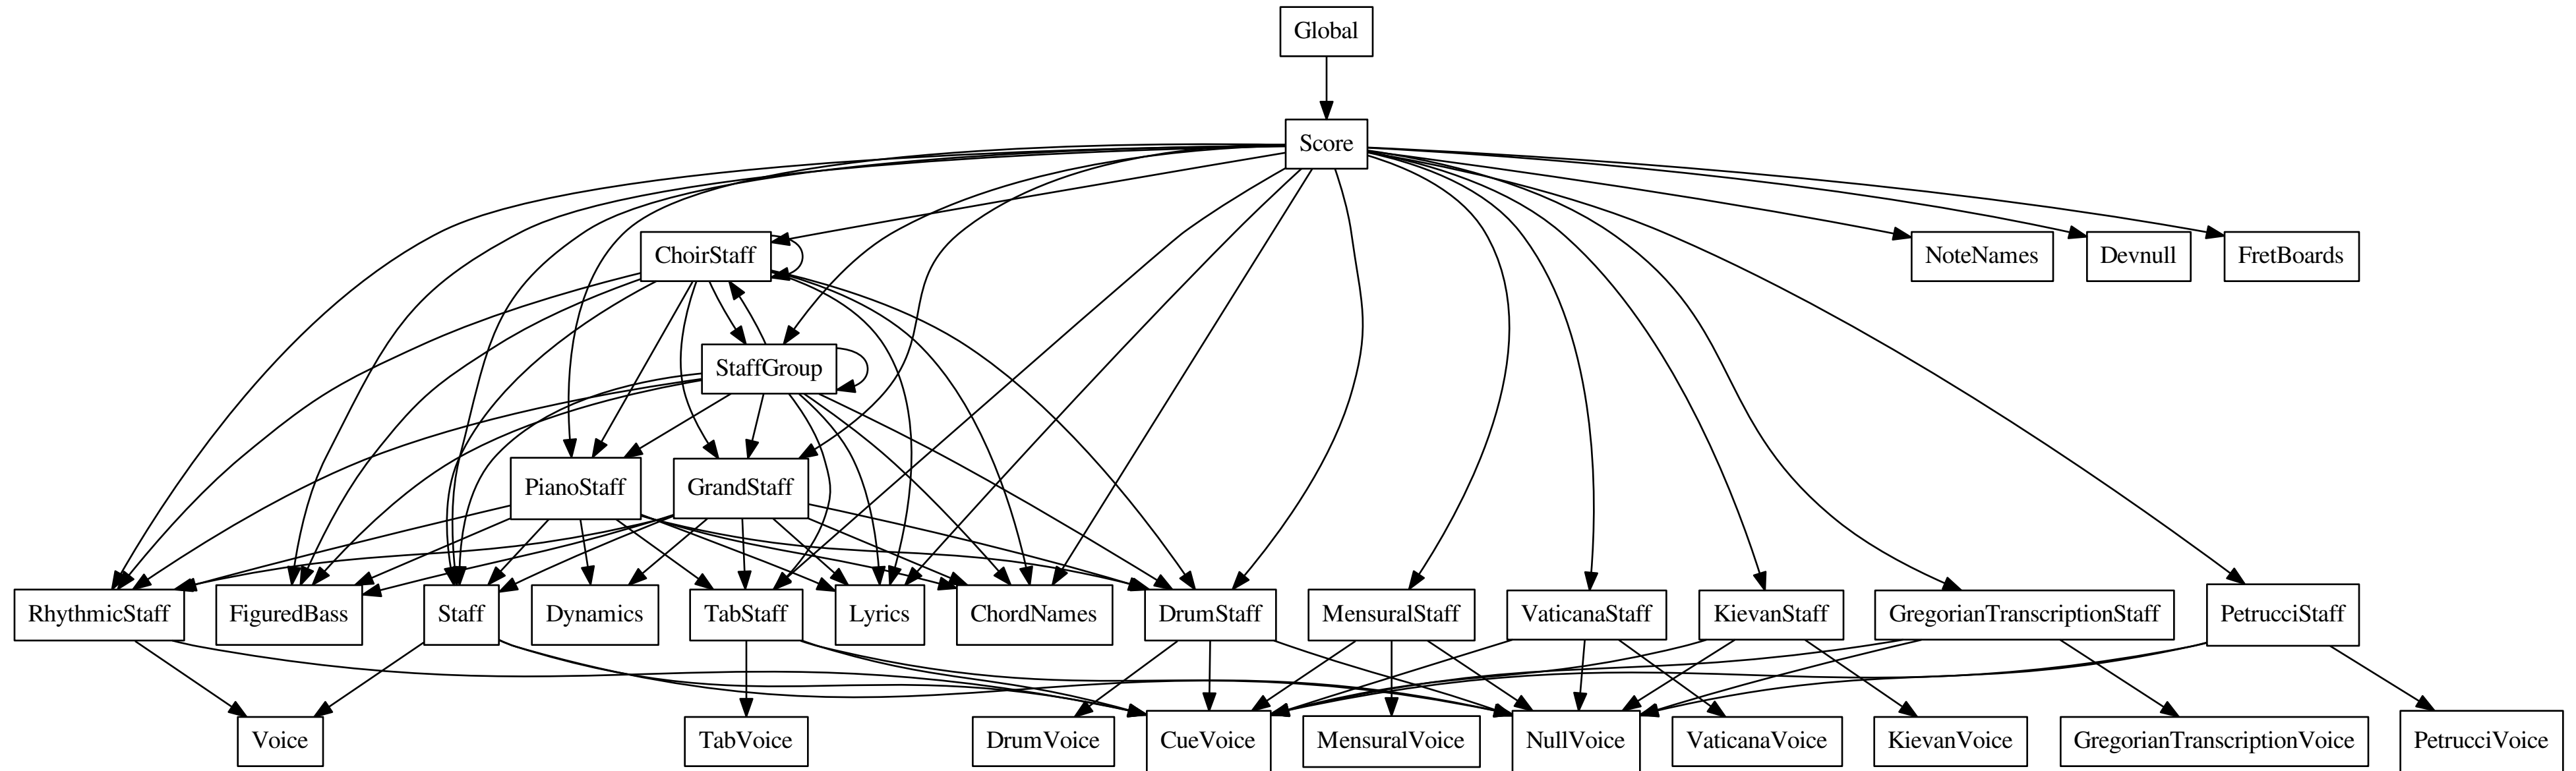 Global
Score
ChoirStaff
NoteNames
Devnull
FretBoards
StaffGroup
PianoStaff
GrandStaff
RhythmicStaff
FiguredBass
Staff
Dynamics
TabStaff
Lyrics
ChordNames
DrumStaff
MensuralStaff
VaticanaStaff
KievanStaff
GregorianTranscriptionStaff
PetrucciStaff
Voice
TabVoice
DrumVoice
CueVoice
MensuralVoice
NullVoice
VaticanaVoice
KievanVoice
GregorianTranscriptionVoice
PetrucciVoice